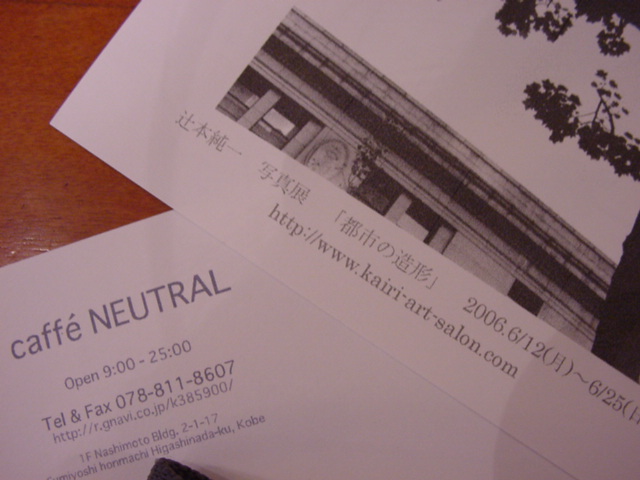 辻本純一 写真展 「都市の造形」 2006.6/12(月)~6/25(日
http://www.kairi-art-salon.com
caffé NEUTRAL
Open 9:00 - 25:00
Tel & Fax 078-811-8607
http://r.gnavi.co.jp/k385900/
1F Nashimoto Bldg. 2-1-17
honmachi Higashinada-ku, Kobe